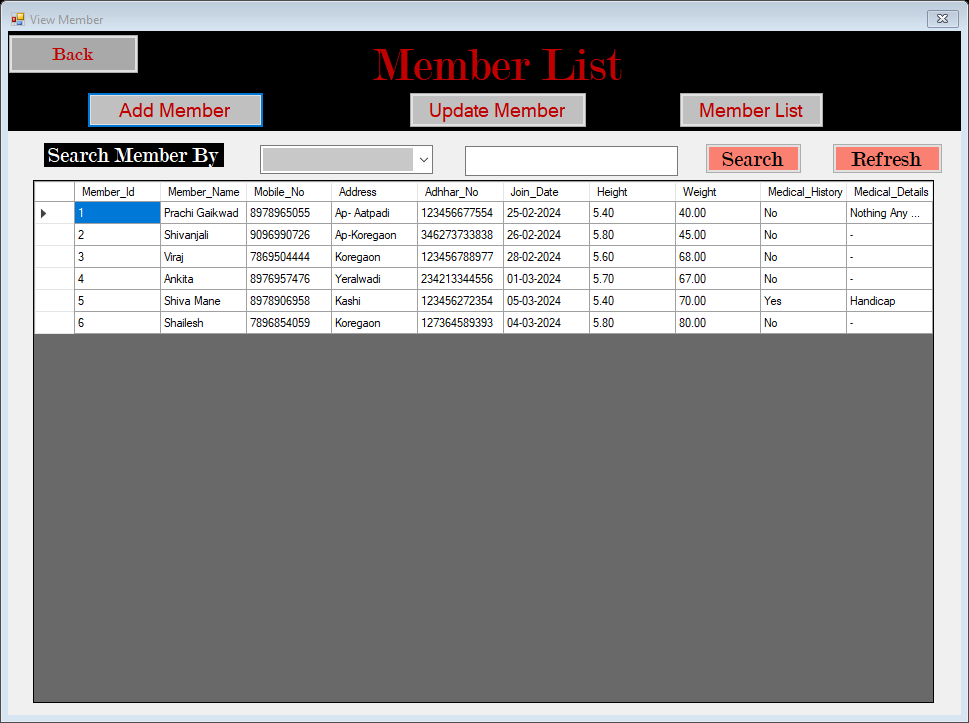 View Member
Back
Member List
Add Member Update Member Member List
Search Member By Search Refresh
Member_Id Member_Name Mobile_No Address Adhhar_No Join_Date Height Weight Medical_History Medical_Details
1 Prachi Gaikwad 8978965055 Ap- Aatpadi 123456677554 25-02-2024 5.40 40.00 No Nothing Any ...
2 Shivanjali 9096990726 Ap-Koregaon 346273733838 26-02-2024 5.80 45.00 No -
3 Viraj 7869504444 Koregaon 123456788977 28-02-2024 5.60 68.00 No -
4 Ankita 8976957476 Yeralwadi 234213344556 01-03-2024 5.70 67.00 No -
5 Shiva Mane 8978906958 Kashi 123456272354 05-03-2024 5.40 70.00 Yes Handicap
6 Shailesh 7896854059 Koregaon 127364589393 04-03-2024 5.80 80.00 No -